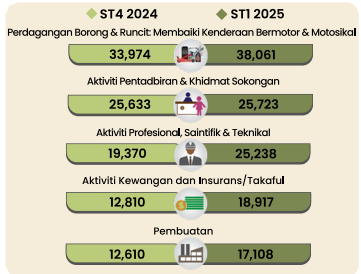 ST4 2024 ST1 2025
Perdagangan Borong & Runcit: Membaiki Kenderaan Bermotor & Motosikal
33,974 38,061
Aktiviti Pentadbiran & Khidmat Sokongan
25,633 25,723
Aktiviti Profesional, Saintifik & Teknikal
19,370 25,238
Aktiviti Kewangan dan Insurans/Takaful
12,810 18,917
Pembuatan
12,610 17,108